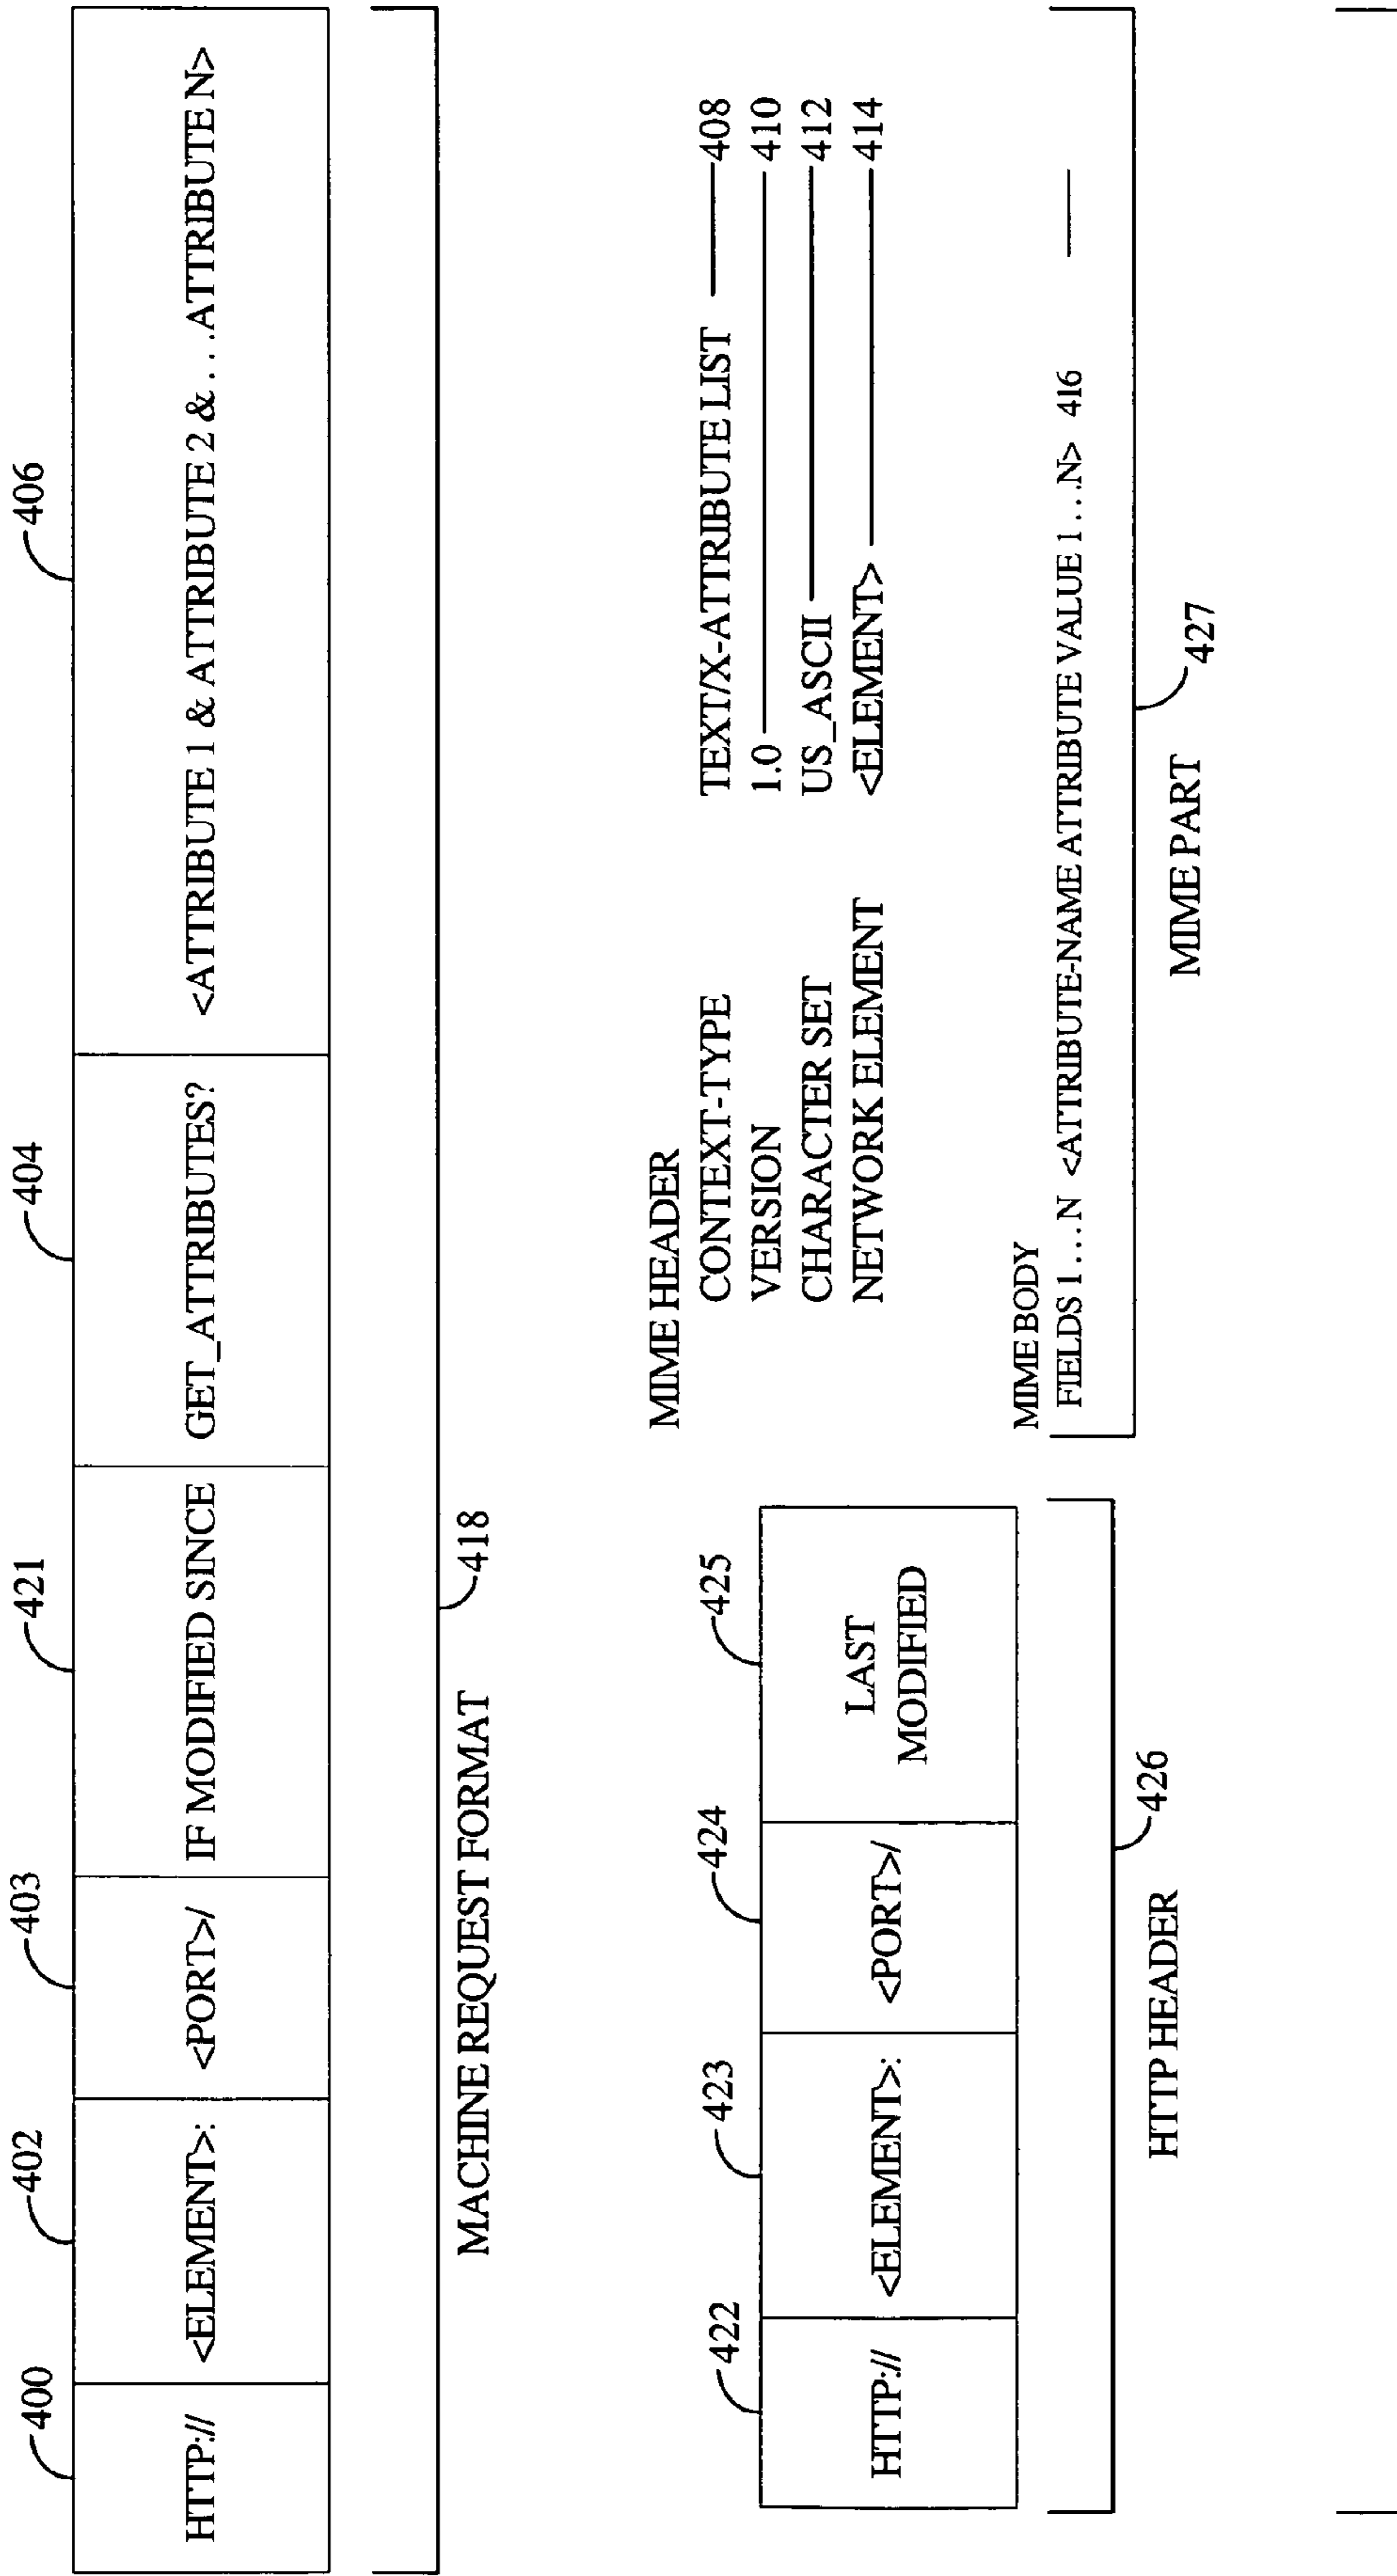 400
402
403
421
404
406
HTTP://
<ELEMENT>:
<PORT>/
IF MODIFIED SINCE
GET_ATTRIBUTES?
<ATTRIBUTE 1 & ATTRIBUTE 2 &...ATTRIBUTE N>
418
MACHINE REQUEST FORMAT
MIME HEADER
CONTEXT-TYPE TEXT/X-ATTRIBUTE LIST 408
VERSION 1.0 410
CHARACTER SET US_ASCII 412
NETWORK ELEMENT <ELEMENT> 414
422
423
424
425
HTTP://
<ELEMENT>:
<PORT>/
LAST
MODIFIED
MIME BODY
FIELDS 1....N <ATTRIBUTE-NAME ATTRIBUTE VALUE 1...N> 416
426
HTTP HEADER
427
MIME PART